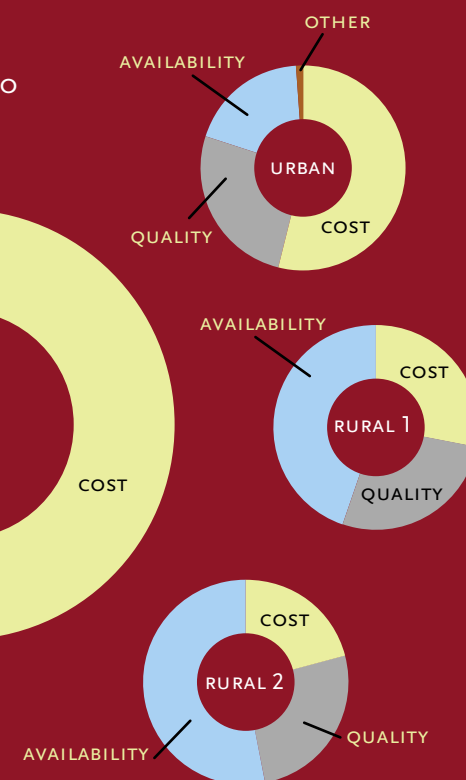 OTHER
AVAILABILITY
O
URBAN
COST
QUALITY
AVAILABILITY
COST
RURAL 1
QUALITY
COST
COST
RURAL 2
QUALITY
AVAILABILITY